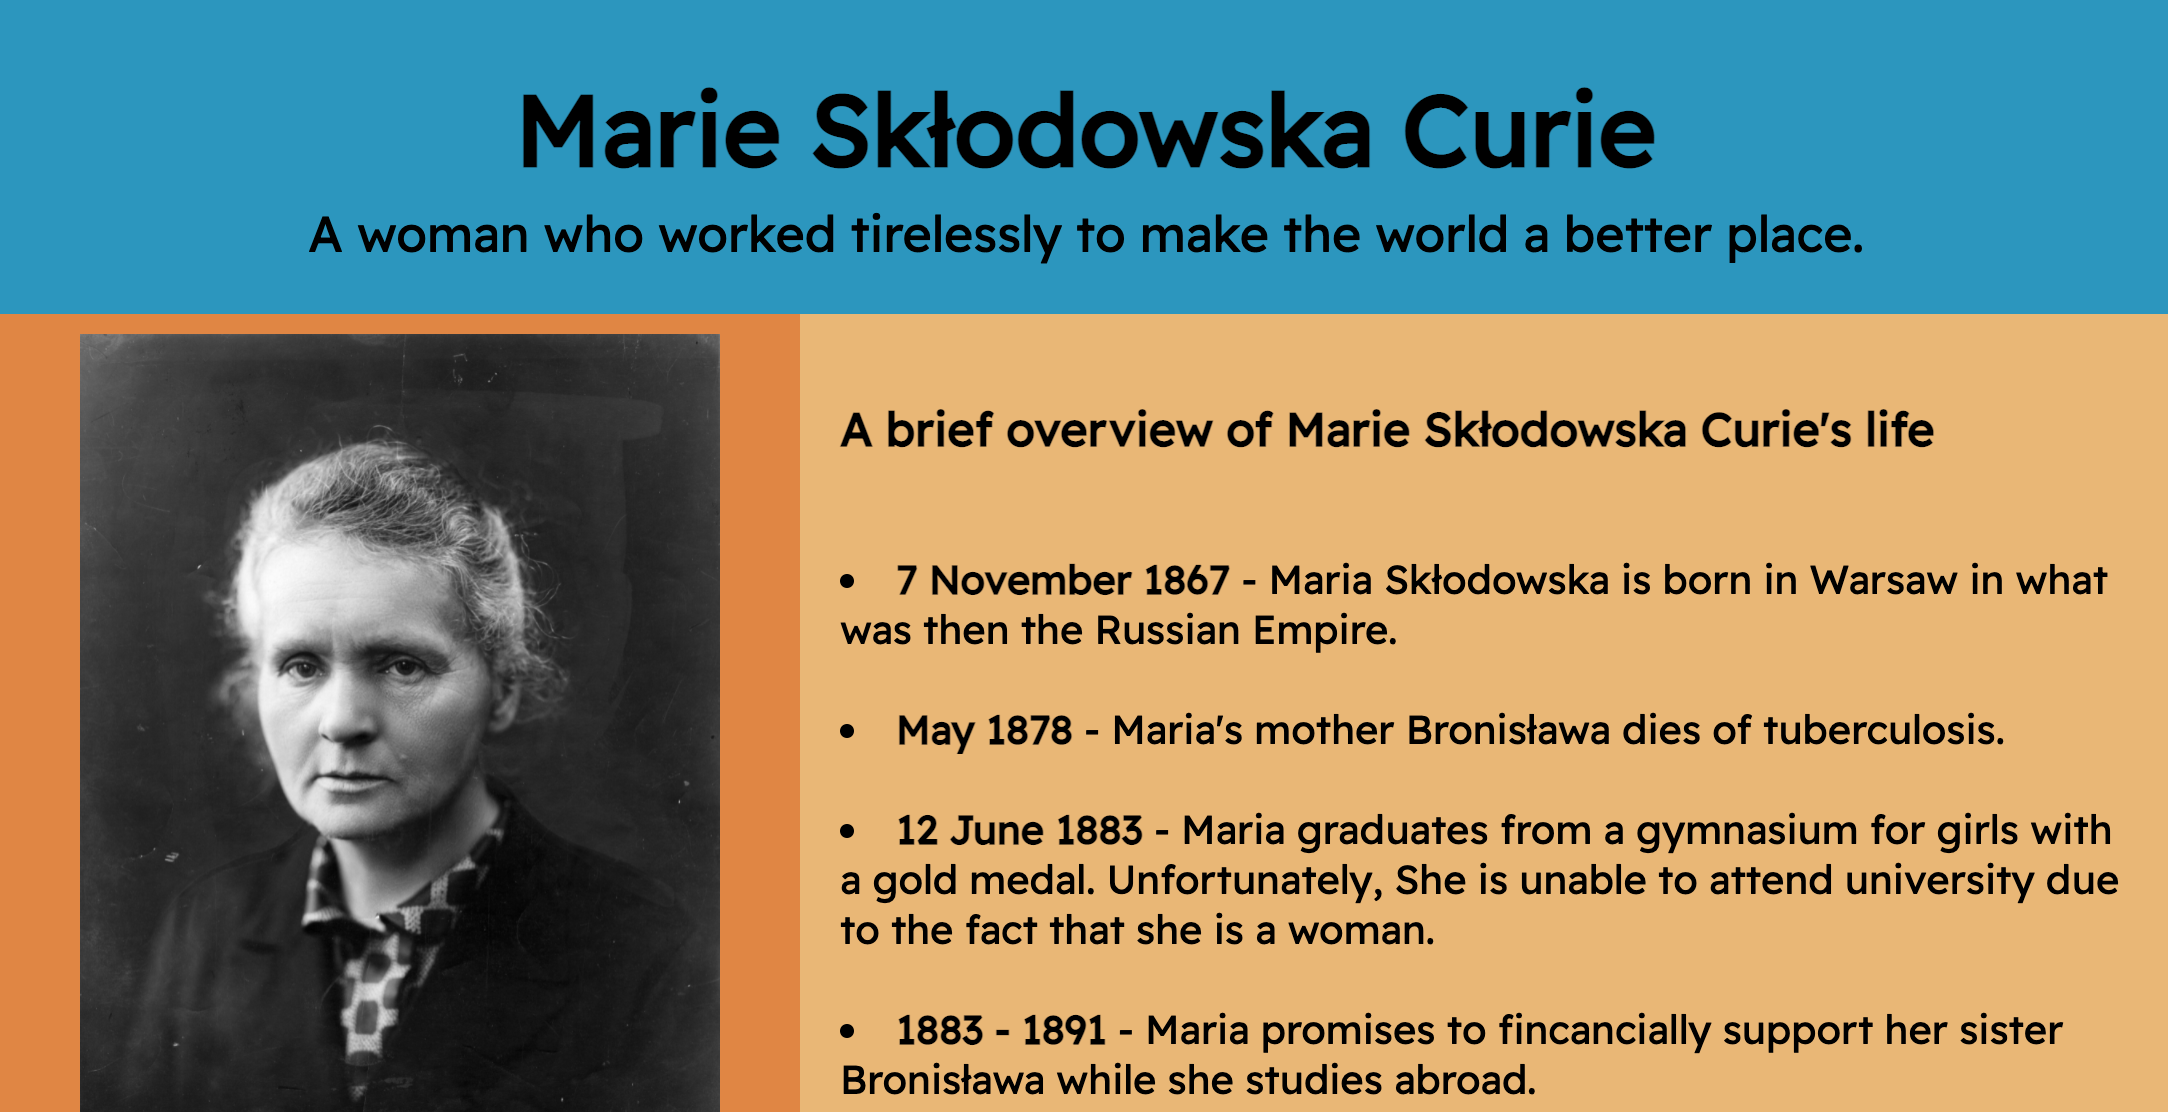 Marie Skłodowska Curie
A woman who worked tirelessly to make the world a better place.
A brief overview of Marie Skłodowska Curie's life
• 7 November 1867 - Maria Skłodowska is born in Warsaw in what
was then the Russian Empire.
• May 1878 - Maria's mother Bronisława dies of tuberculosis.
• 12 June 1883 - Maria graduates from a gymnasium for girls with
a gold medal. Unfortunately, She is unable to attend university due
to the fact that she is a woman.
• 1883 - 1891 - Maria promises to fincancially support her sister
Bronisława while she studies abroad.